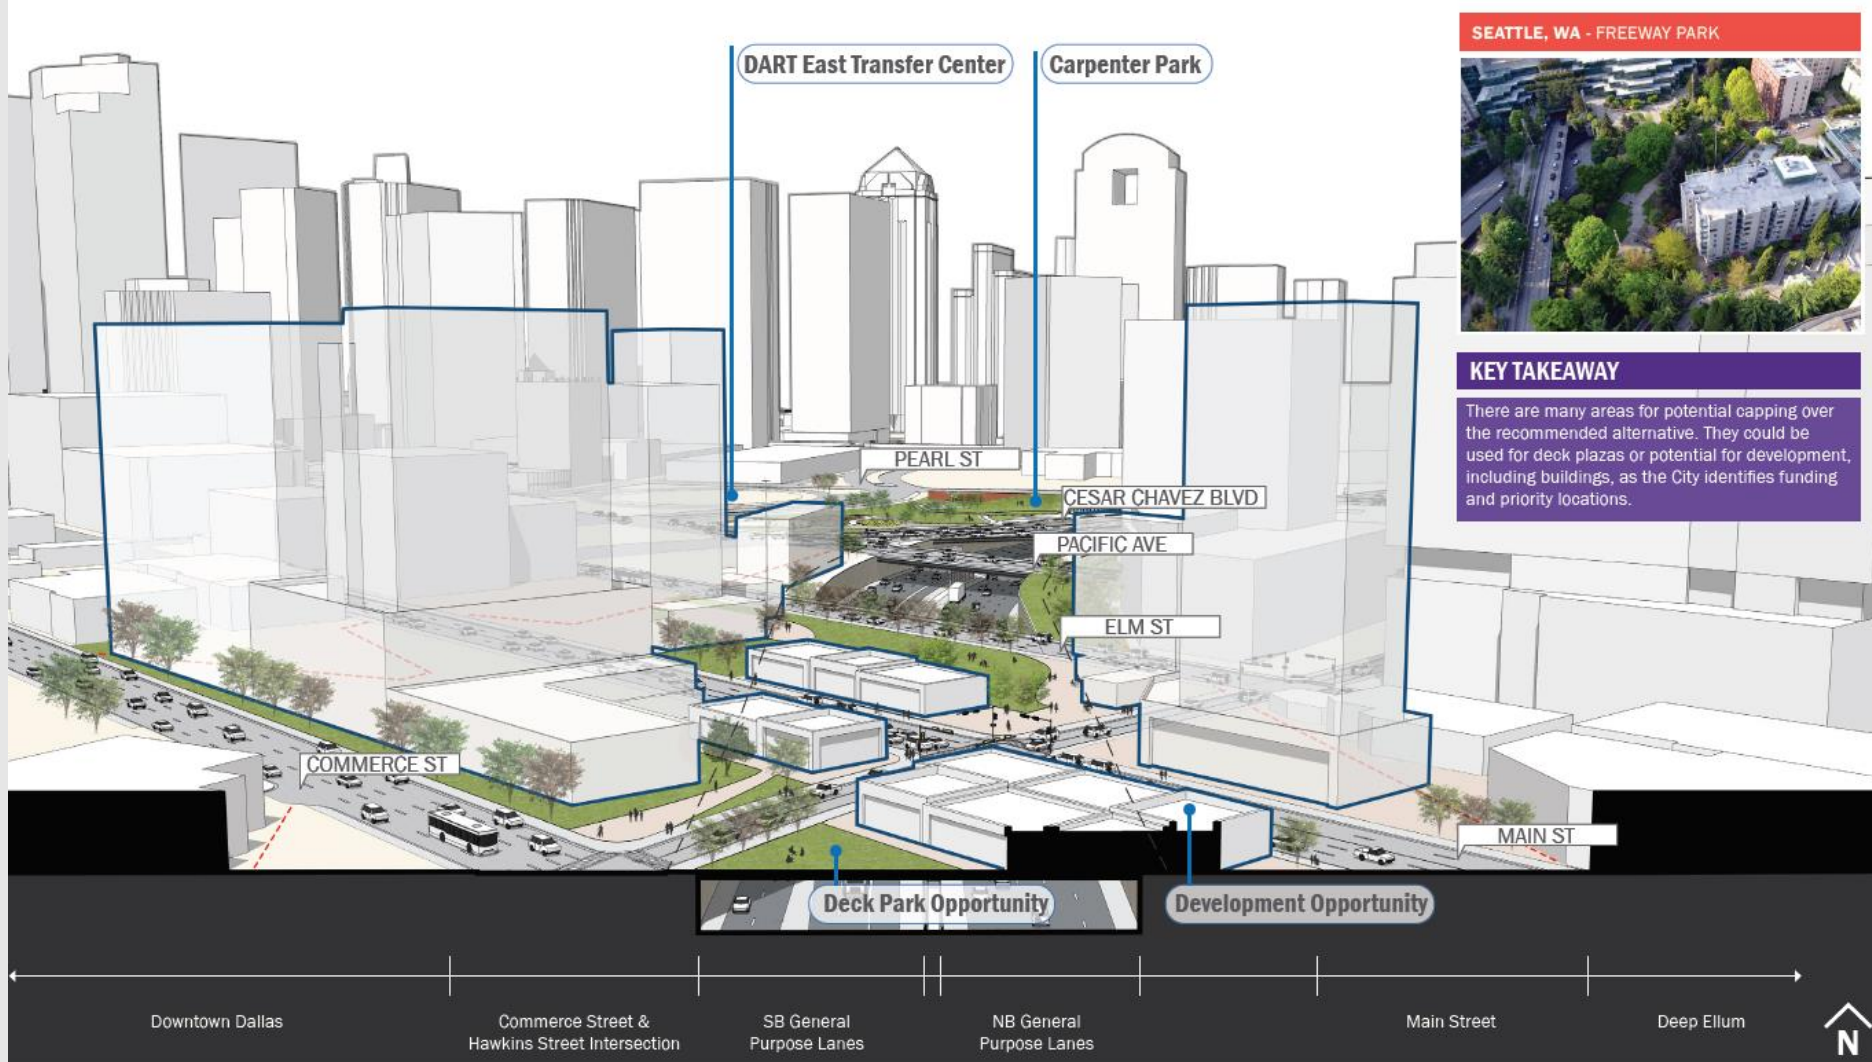 SEATTLE, WA - FREEWAY PARK
DART East Transfer Center
Carpenter Park
KEY TAKEAWAY
There are many areas for potential capping over
the recommended alternative. They could be
used for deck plazas or potential for development,
including buildings, as the City identifies funding
and priority locations.
PEARL ST
CESAR CHAVEZ BLVD
PACIFIC AVE
ELM ST
COMMERCE ST
MAIN ST
Deck Park Opportunity
Development Opportunity
Downtown Dallas
Commerce Street &
Hawkins Street Intersection
SB General
Purpose Lanes
NB General
Purpose Lanes
Main Street
Deep Ellum
N